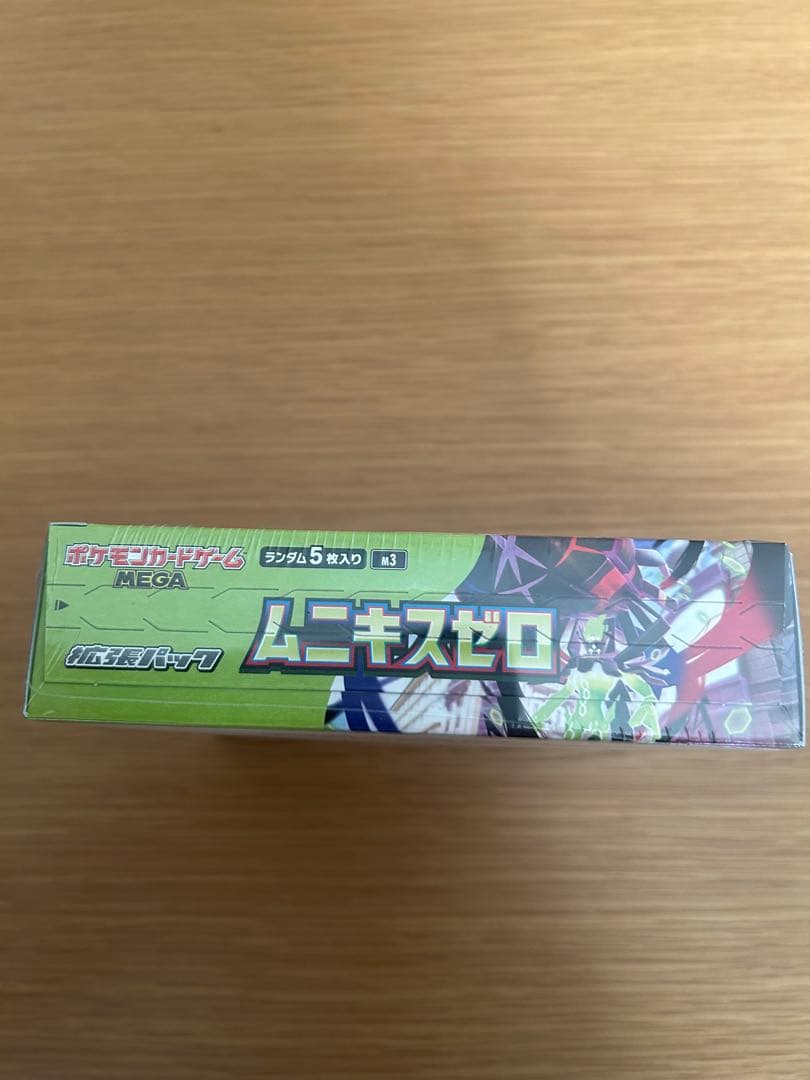 ポケモンカードゲーム
MEGA
ランダム5枚入り
M3
拡張パック
ムニキスゼロ